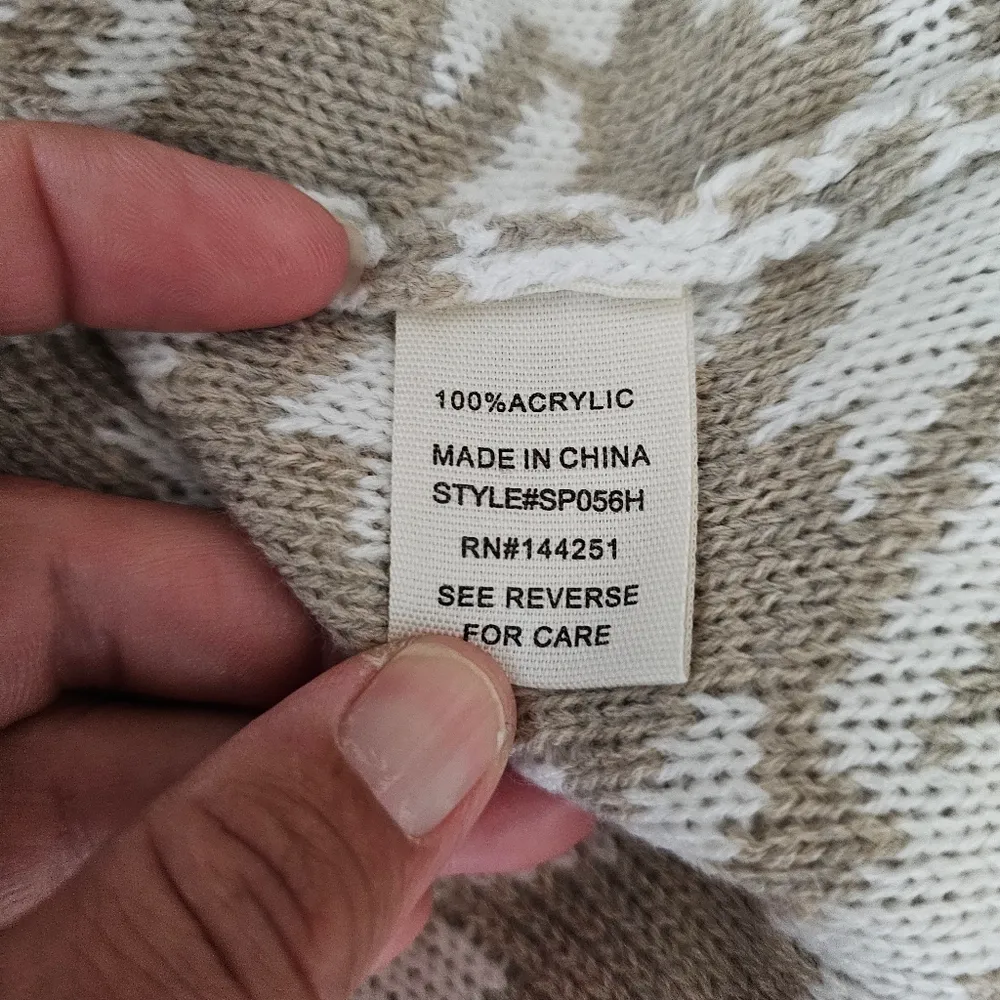 100%ACRYLIC
MADE IN CHINA
STYLE#SP056H
RN#144251
SEE REVERSE
FOR CARE